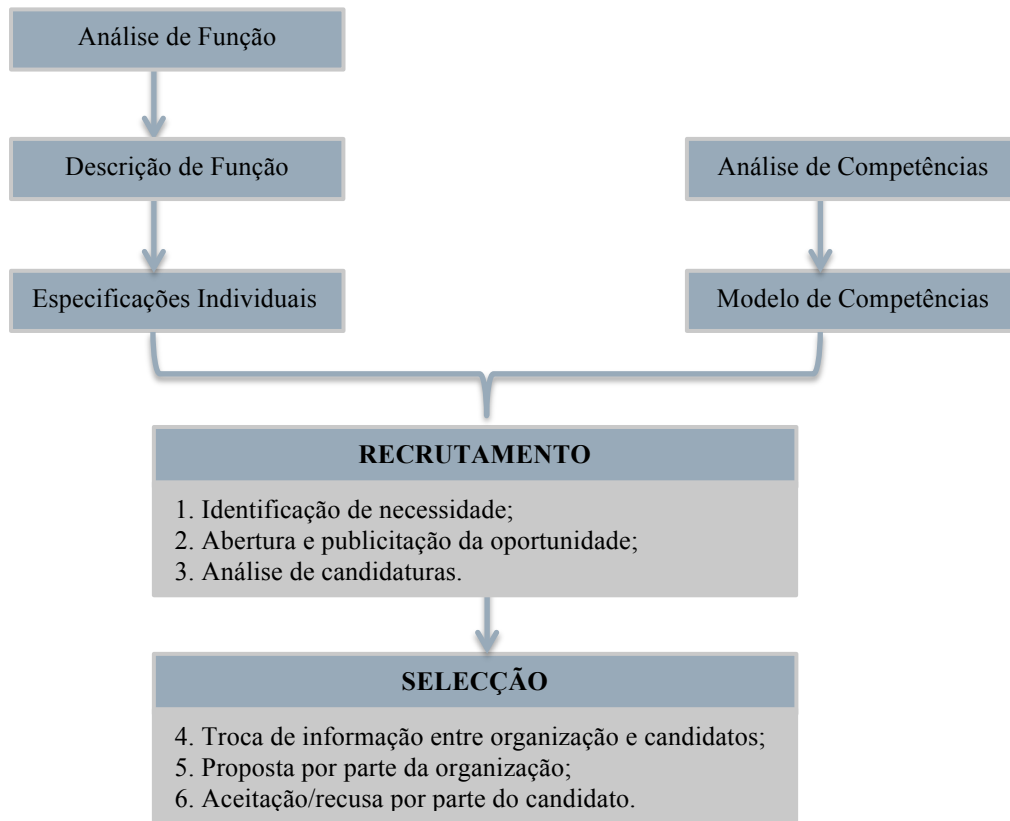 Análise de Função
Descrição de Função
Análise de Competências
Especificações Individuais
Modelo de Competências
RECRUTAMENTO
1. Identificação de necessidade;
2. Abertura e publicitação da oportunidade;
3. Análise de candidaturas.
SELECÇÃO
4. Troca de informação entre organização e candidatos;
5. Proposta por parte da organização;
6. Aceitação/recusa por parte do candidato.